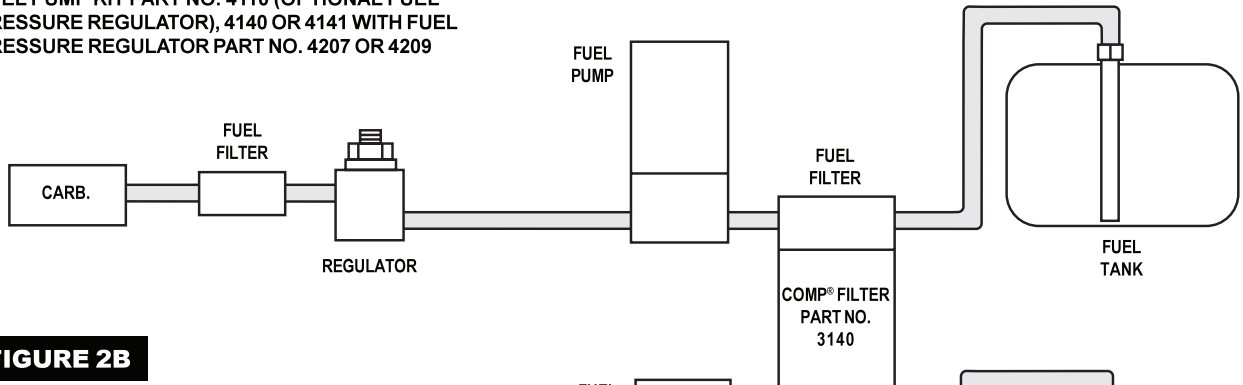 PRESSURE REGULATOR), 4140 OR 4141 WITH FUEL
PRESSURE REGULATOR PART NO. 4207 OR 4209
FUEL
PUMP
FUEL
FILTER
FUEL
FILTER
CARB.
REGULATOR
FUEL
TANK
COMP® FILTER
PART NO.
3140
FIGURE 2B